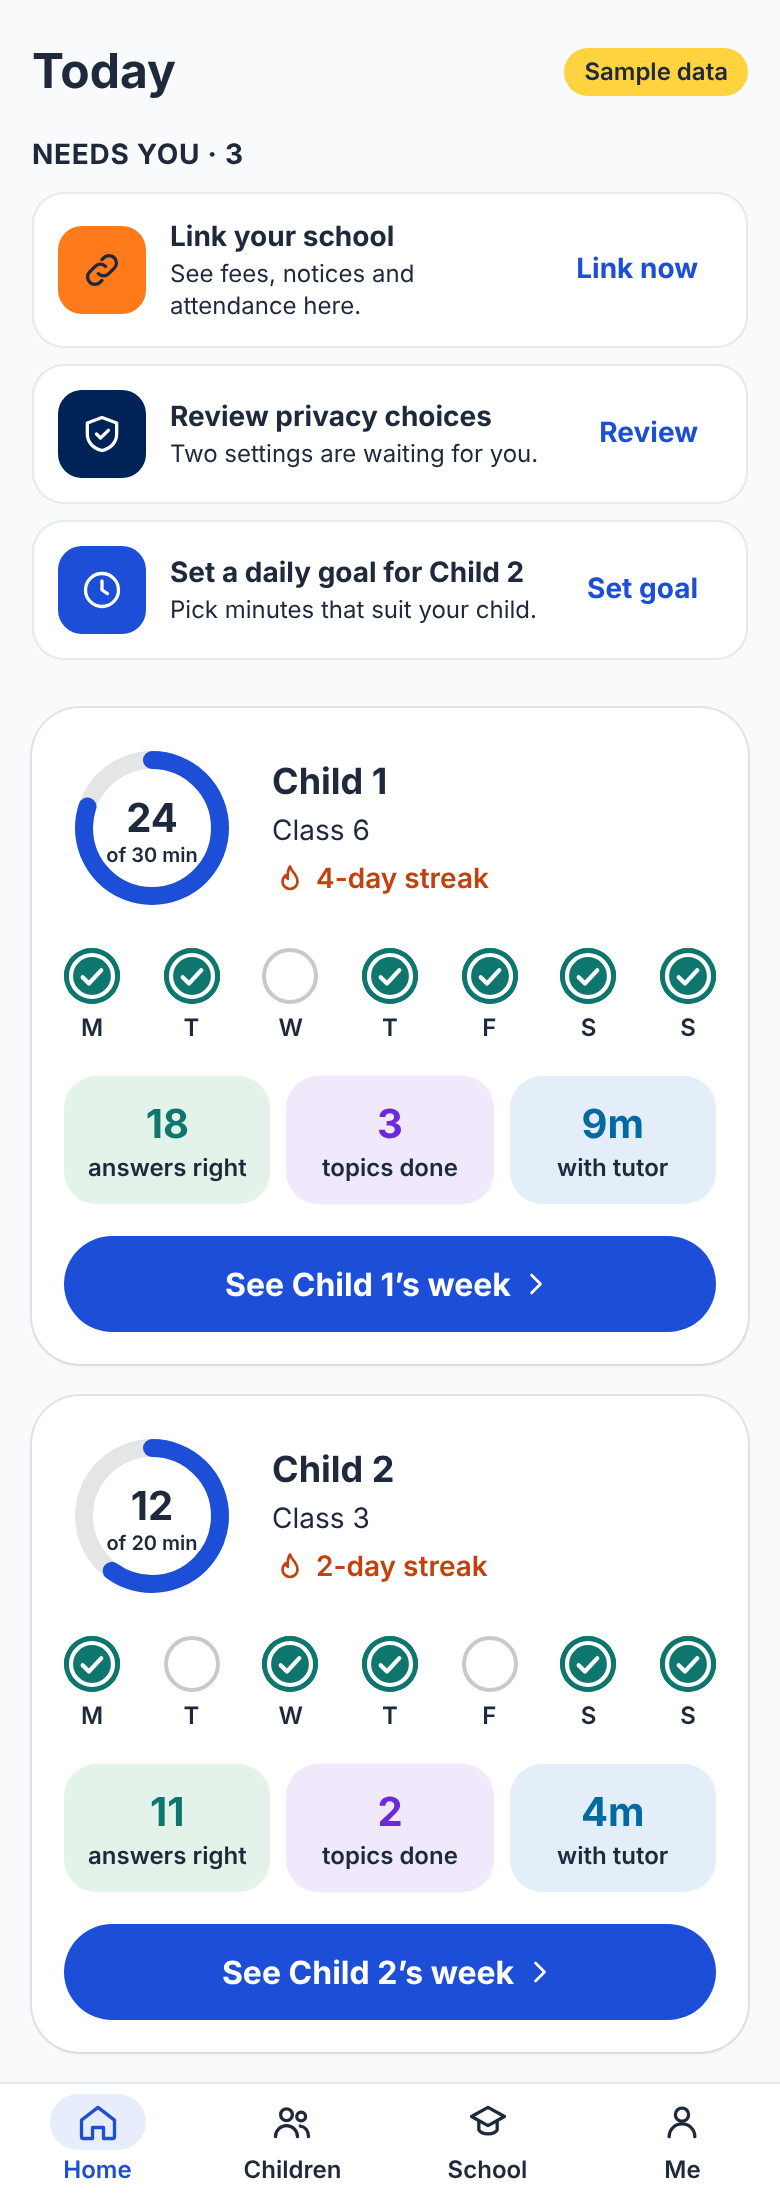 Today
Sample data
NEEDS YOU · 3
Link your school
See fees, notices and
attendance here.
Link now
Review privacy choices
Two settings are waiting for you.
Review
Set a daily goal for Child 2
Pick minutes that suit your child.
Set goal
24
of 30 min
Child 1
Class 6
4-day streak
M T W T F S S
18
answers right
3
topics done
9m
with tutor
See Child 1’s week
12
of 20 min
Child 2
Class 3
2-day streak
M T W T F S S
11
answers right
2
topics done
4m
with tutor
See Child 2’s week
Home
Children
School
Me